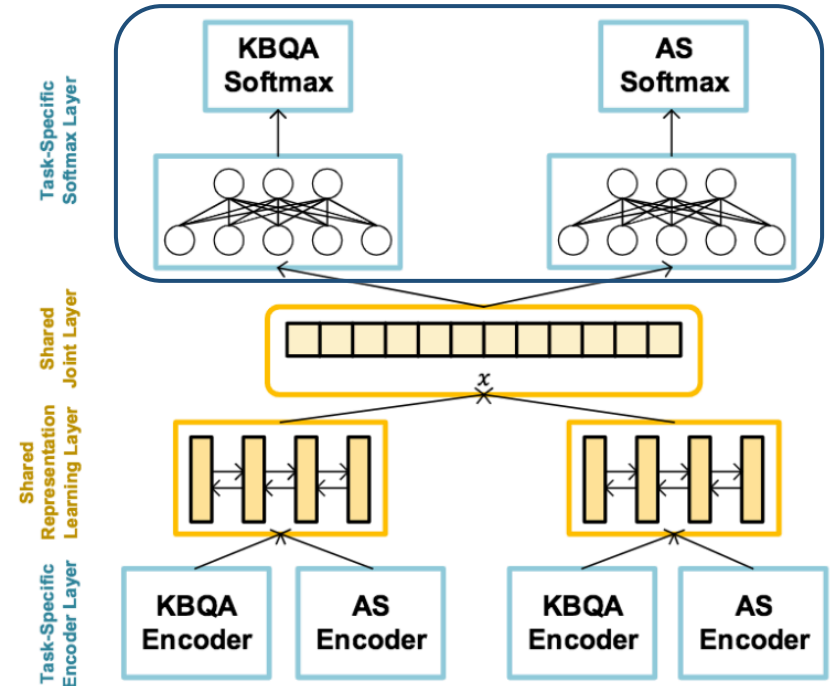 Task-Specific
Softmax Layer
KBQA
Softmax
AS
Softmax
Shared
Joint Layer
x
Shared
Representation
Learning Layer
Task-Specific
Encoder Layer
KBQA
Encoder
AS
Encoder
KBQA
Encoder
AS
Encoder